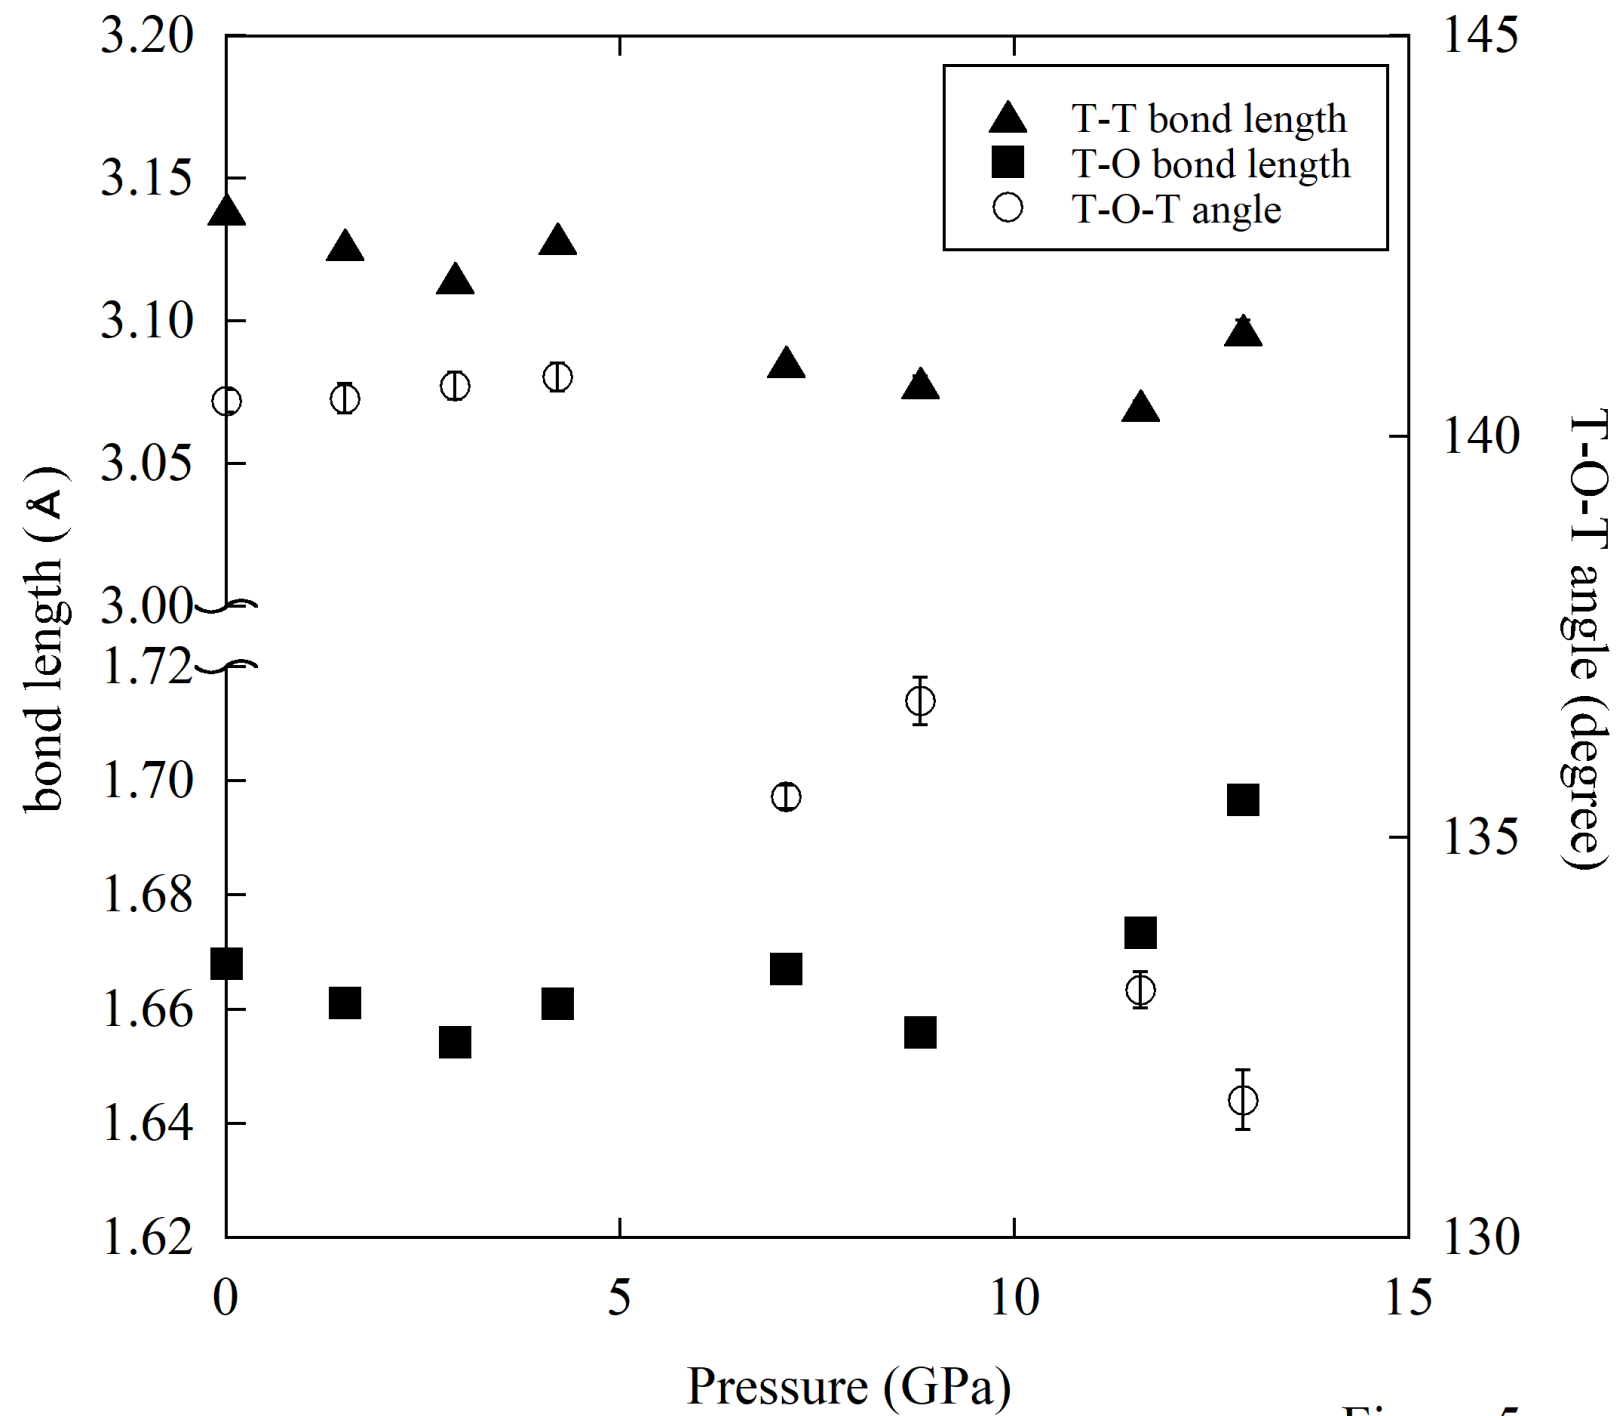 3.20
3.15
3.10
3.05
3.00
1.72
1.70
1.68
1.66
1.64
1.62
bond length (Å)
T-T bond length
T-O bond length
T-O-T angle
145
140
135
130
T-O-T angle (degree)
0 5 10 15
Pressure (GPa)